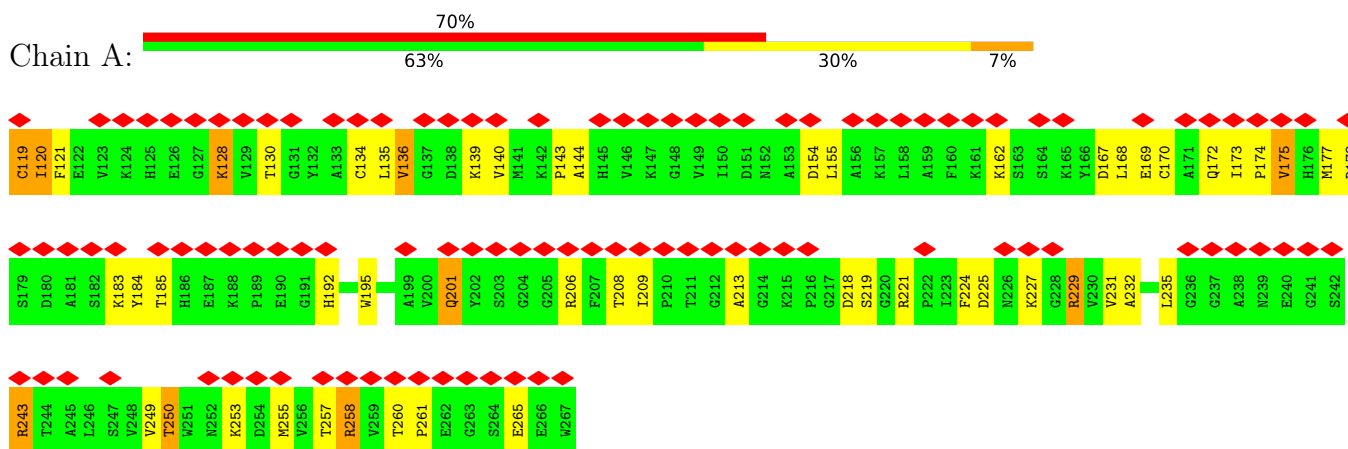 70%
Chain A:
63% 30% 7%
C119 I120 F121 E122 V123 K124 H125 E126 G127 K128 V129 T130 G131 Y132 A133 C134 L135 V136 G137 D138 K139 V140 M141 K142 P143 A144 H145 V146 K147 G148 V149 I150 D151 N152 A153 D154 L155 A156 K157 L158 A159 F160 K161 K162 S163 S164 K165 Y166 D167 L168 E169 C170 A171 Q172 I173 P174 V175 H176 M177
S179 D180 A181 S182 K183 Y184 T185 H186 E187 K188 P189 E190 G191 H192 W195 A199 V200 Q201 Y202 S203 G204 G205 R206 F207 T208 I209 P210 T211 G212 A213 G214 K215 P216 G217 D218 S219 G220 R221 P222 I223 F224 D225 N226 K227 G228 R229 V230 V231 A232 L235 G236 G237 A238 N239 E240 G241 S242
R243 T244 A245 L246 S247 V248 V249 T250 W251 N252 K253 D254 M255 V256 T257 R258 V259 T260 P261 E262 G263 S264 E265 E266 W267